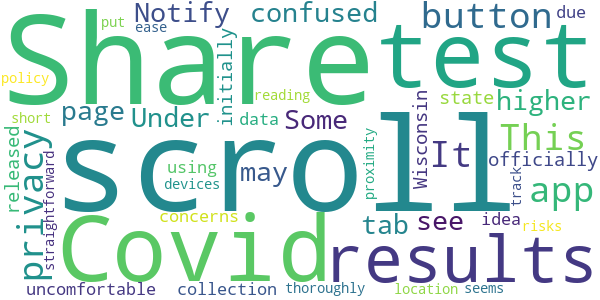 put
Notify confused button due
ease
Share test
policy initially
reading
page data state higher
short Under Some
released privacy straightforward scroll Wisconsin This
It officially
using may proximity
devices track app
concerns tab see idea risks
Covid results
uncomfortable collection thoroughly location seems